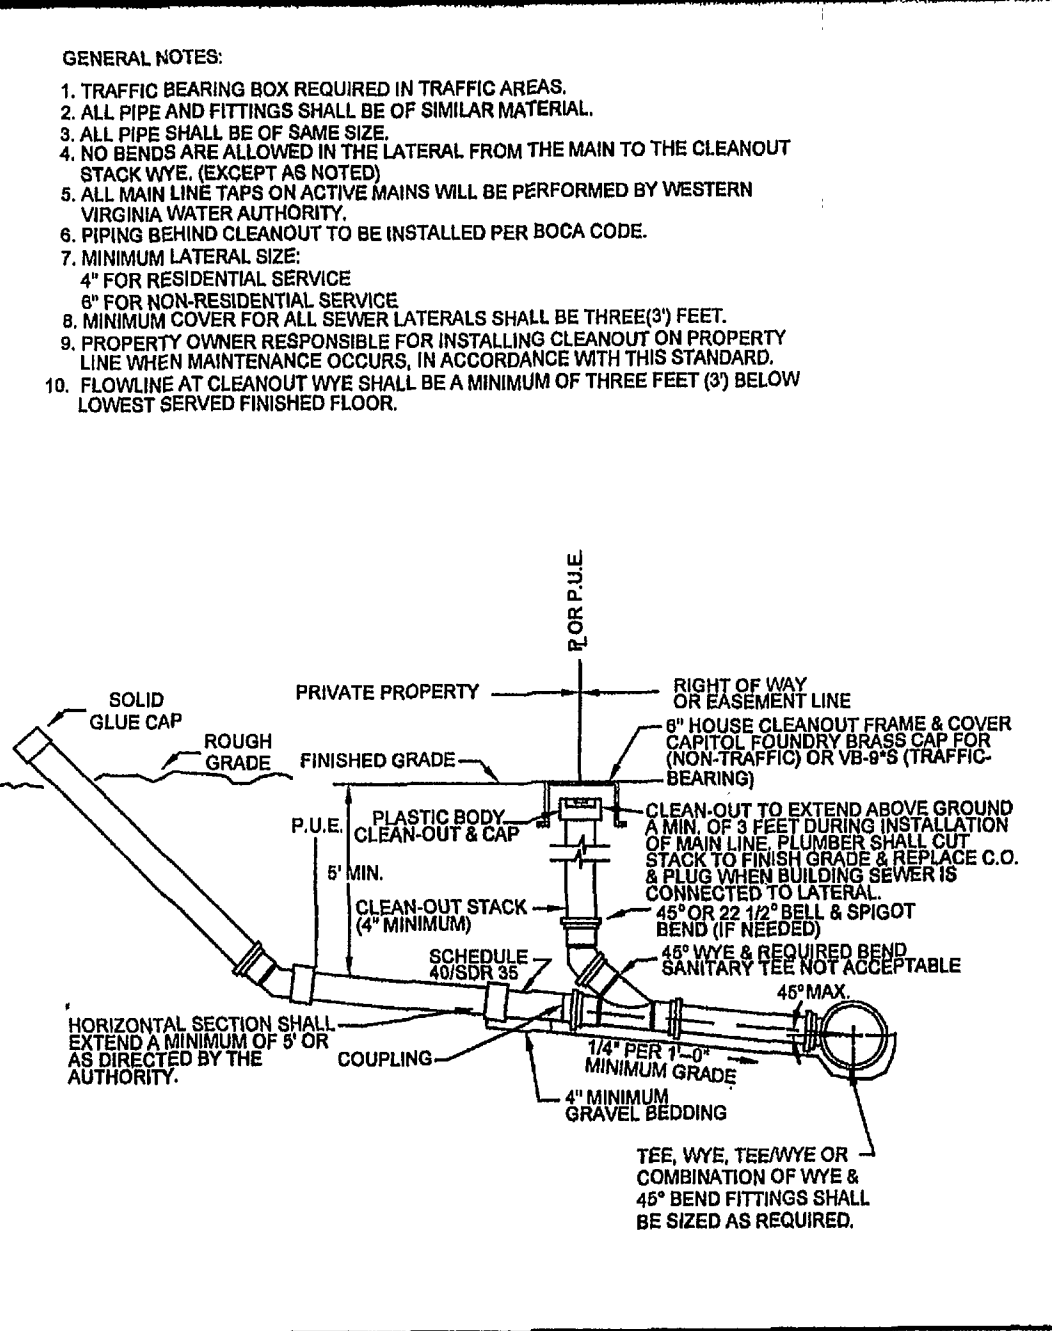 GENERAL NOTES:
1. TRAFFIC BEARING BOX REQUIRED IN TRAFFIC AREAS.
2. ALL PIPE AND FITTINGS SHALL BE OF SIMILAR MATERIAL.
3. ALL PIPE SHALL BE OF SAME SIZE.
4. NO BENDS ARE ALLOWED IN THE LATERAL FROM THE MAIN TO THE CLEANOUT
STACK WYE. (EXCEPT AS NOTED)
5. ALL MAIN LINE TAPS ON ACTIVE MAINS WILL BE PERFORMED BY WESTERN
VIRGINIA WATER AUTHORITY.
6. PIPING BEHIND CLEANOUT TO BE INSTALLED PER BOCA CODE.
7. MINIMUM LATERAL SIZE:
4" FOR RESIDENTIAL SERVICE
6" FOR NON-RESIDENTIAL SERVICE
8. MINIMUM COVER FOR ALL SEWER LATERALS SHALL BE THREE(3') FEET.
9. PROPERTY OWNER RESPONSIBLE FOR INSTALLING CLEANOUT ON PROPERTY
LINE WHEN MAINTENANCE OCCURS, IN ACCORDANCE WITH THIS STANDARD.
10. FLOWLINE AT CLEANOUT WYE SHALL BE A MINIMUM OF THREE FEET (3') BELOW
LOWEST SERVED FINISHED FLOOR.
OR P.U.E.
PRIVATE PROPERTY
RIGHT OF WAY
OR EASEMENT LINE
SOLID
GLUE CAP
ROUGH
GRADE
FINISHED GRADE
6" HOUSE CLEANOUT FRAME & COVER
CAPITOL FOUNDRY BRASS CAP FOR
(NON-TRAFFIC) OR VB-9"S (TRAFFIC-
BEARING)
P.U.E.
5' MIN.
PLASTIC BODY
CLEAN-OUT & CAP
CLEAN-OUT TO EXTEND ABOVE GROUND
A MIN. OF 3 FEET DURING INSTALLATION
OF MAIN LINE. PLUMBER SHALL CUT
STACK TO FINISH GRADE & REPLACE C.O.
& PLUG WHEN BUILDING SEWER IS
CONNECTED TO LATERAL.
CLEAN-OUT STACK
(4" MINIMUM)
45° OR 22 1/2° BELL & SPIGOT
BEND (IF NEEDED)
SCHEDULE
40/SDR 35
45° WYE & REQUIRED BEND
SANITARY TEE NOT ACCEPTABLE
45° MAX.
HORIZONTAL SECTION SHALL
EXTEND A MINIMUM OF 5' OR
AS DIRECTED BY THE
AUTHORITY.
COUPLING
1/4" PER 1'-0"
MINIMUM GRADE
4" MINIMUM
GRAVEL BEDDING
TEE, WYE, TEE/WYE OR
COMBINATION OF WYE &
45° BEND FITTINGS SHALL
BE SIZED AS REQUIRED.